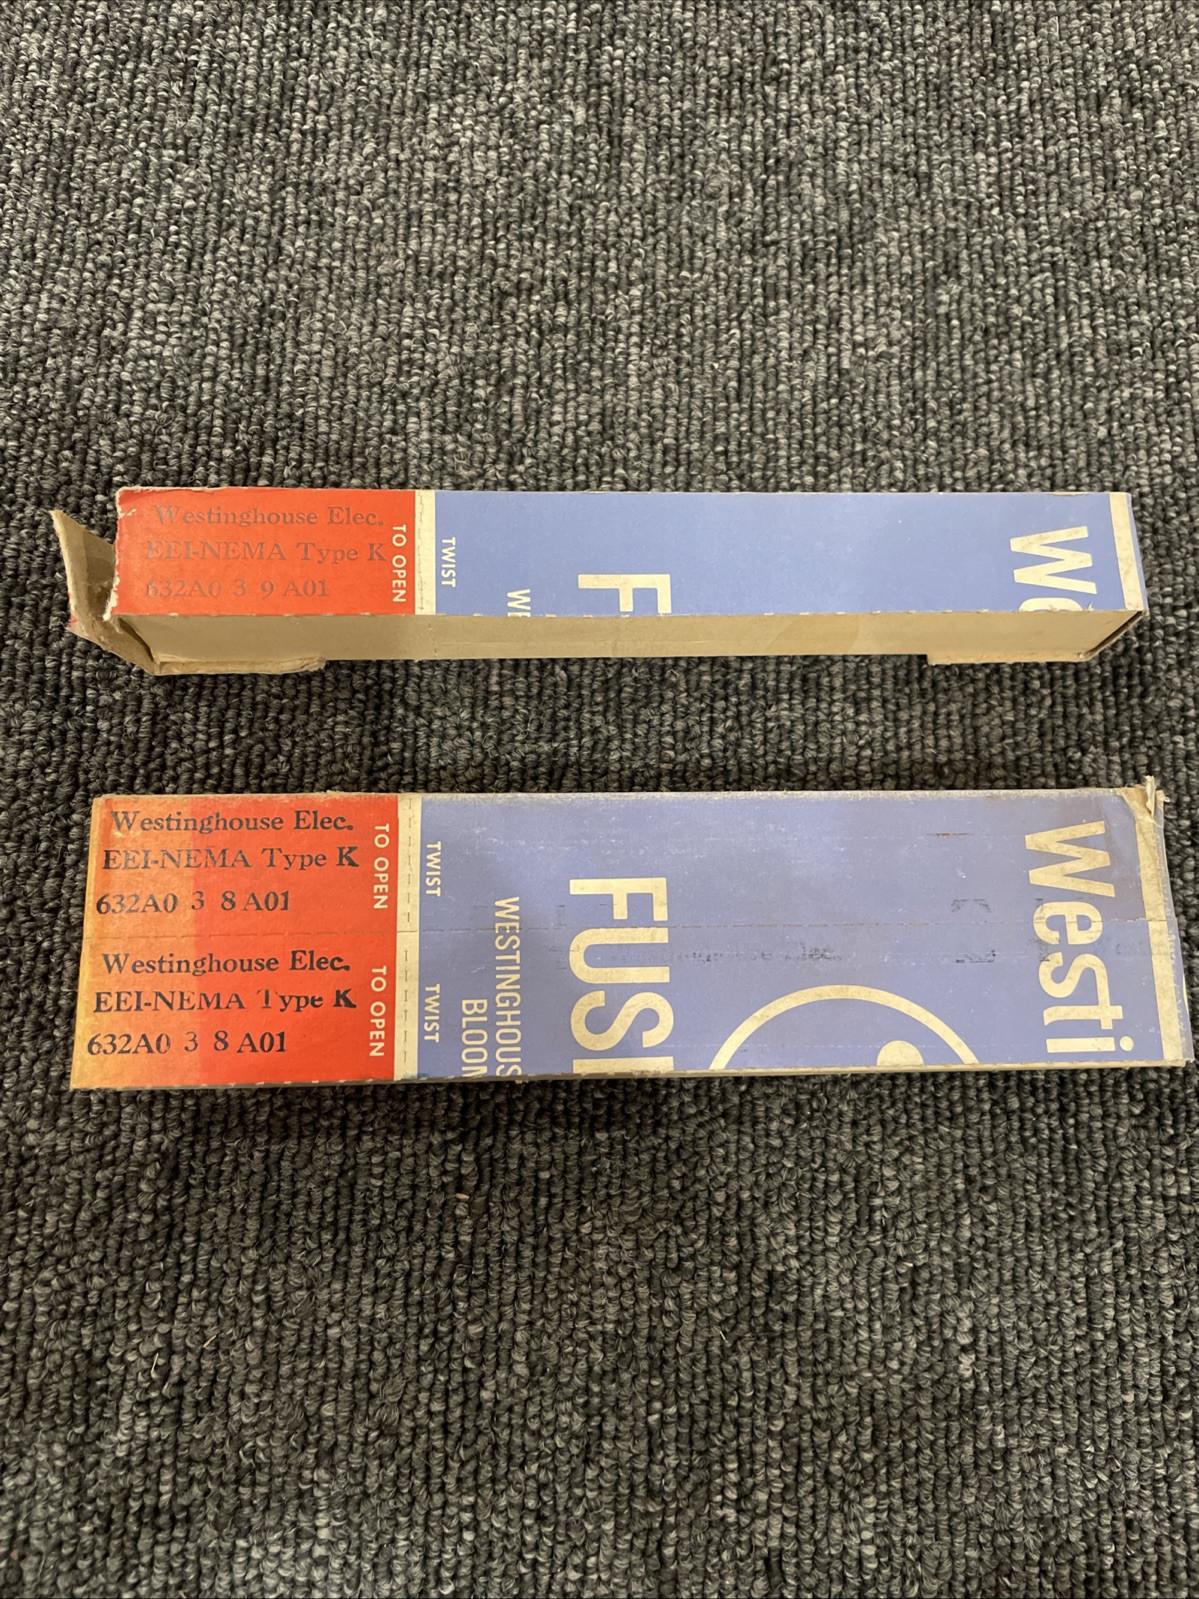 Westinghouse Elec.
EEI-NEMA Type K
632A0 3 9 A01
TO OPEN
TWIST
WE
F
We
Westinghouse Elec.
EEI-NEMA Type K
632A0 3 8 A01
TO OPEN
TWIST
Westinghouse Elec.
EEI-NEMA Type K
632A0 3 8 A01
TO OPEN
TWIST
WESTINGHOUS
BLOOM
FUS
Westi